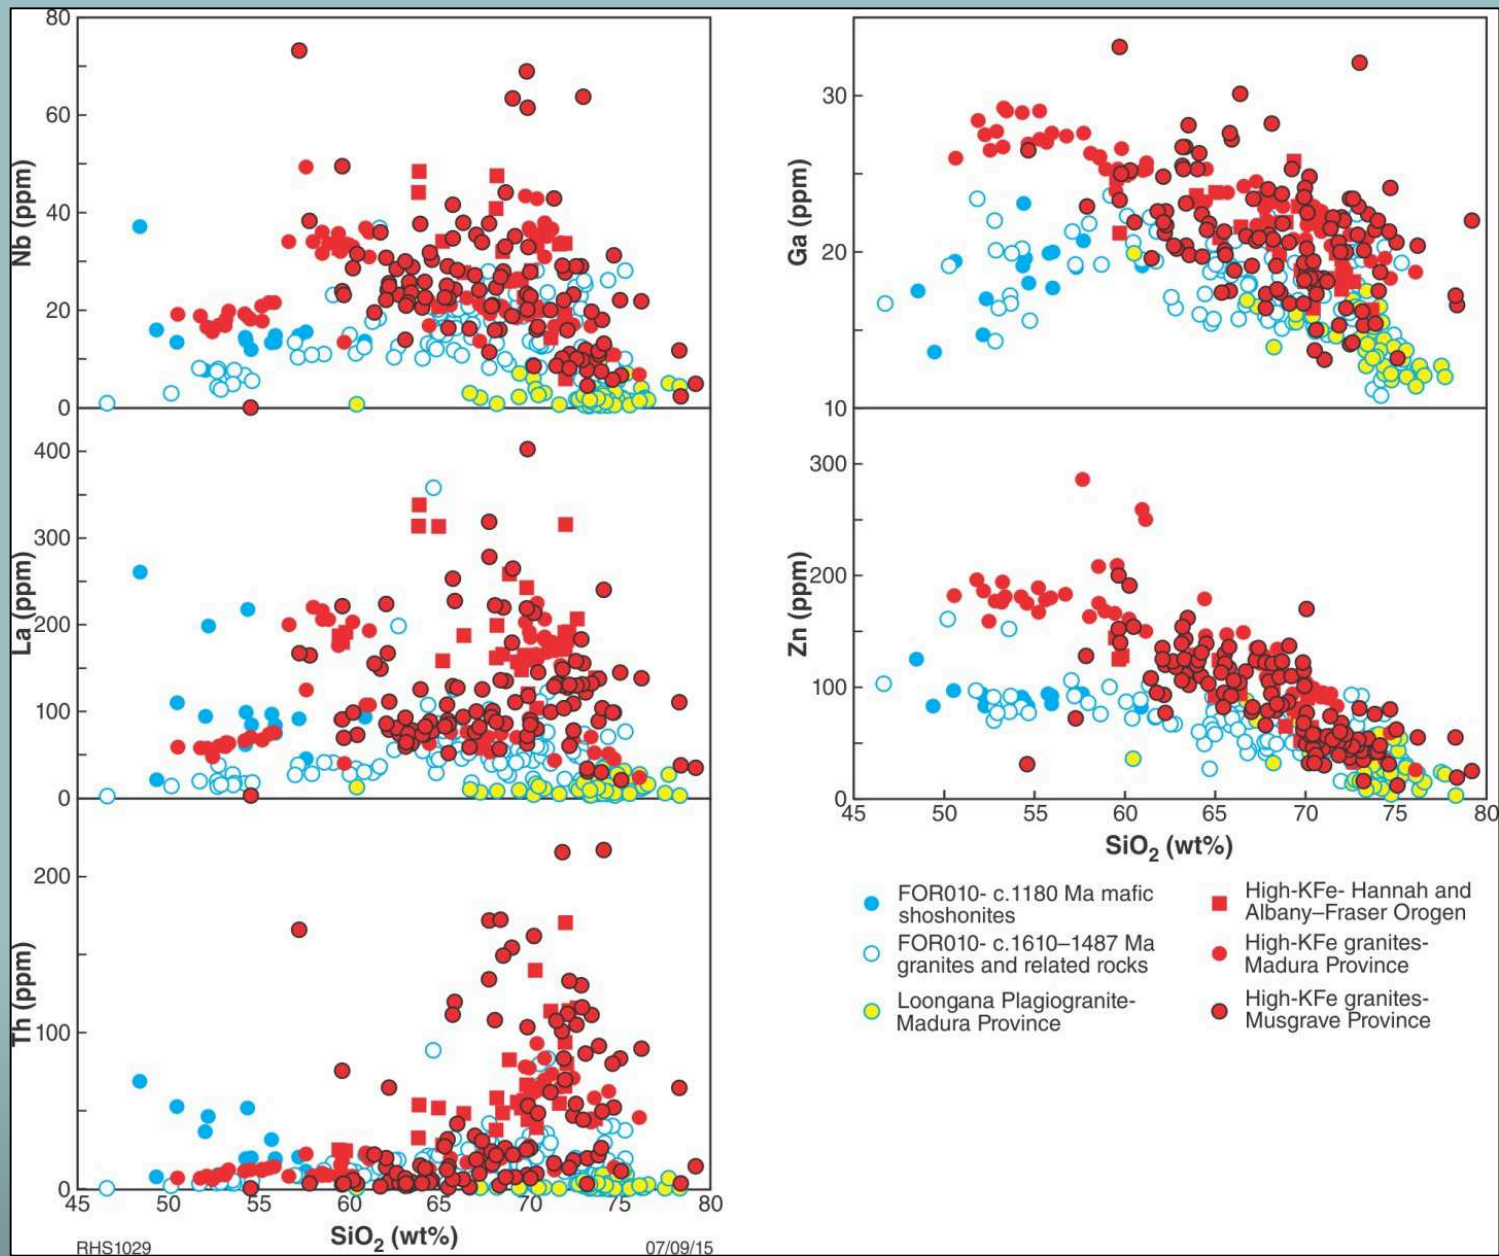 80
60
40
20
0
Nb (ppm)
400
300
200
100
0
La (ppm)
200
100
0
Th (ppm)
45 50 55 60 65 70 75 80
SiO2 (wt%)
RHS1029
07/09/15
30
20
10
Ga (ppm)
300
200
100
0
Zn (ppm)
45 50 55 60 65 70 75 80
SiO2 (wt%)
FOR010- c.1180 Ma mafic
shoshonites
FOR010- c.1610–1487 Ma
granites and related rocks
Loongana Plagiogranite-
Madura Province
High-KFe- Hannah and
Albany–Fraser Orogen
High-KFe granites-
Madura Province
High-KFe granites-
Musgrave Province